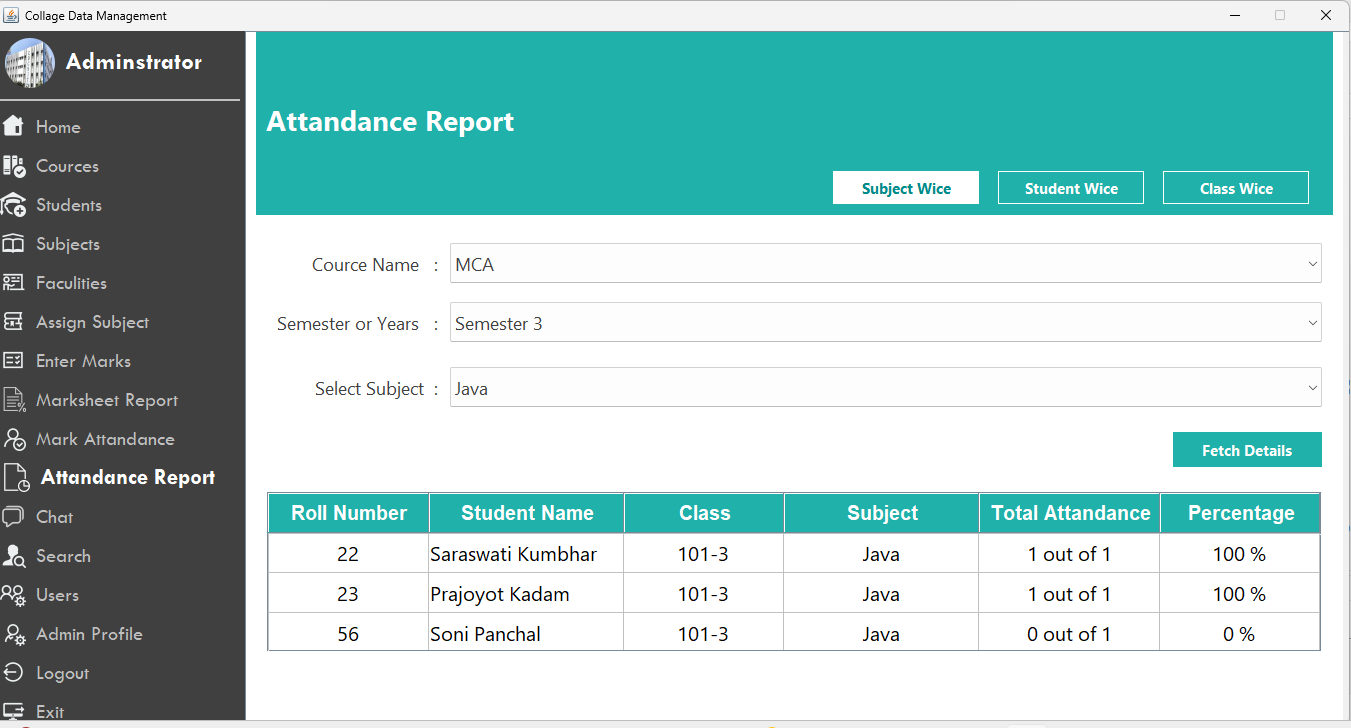 Collage Data Management
Adminstrator
Home
Cources
Students
Subjects
Faculities
Assign Subject
Enter Marks
Marksheet Report
Mark Attandance
Attandance Report
Chat
Search
Users
Admin Profile
Logout
Exit
Attandance Report
Subject Wice Student Wice Class Wice
Cource Name : MCA
Semester or Years : Semester 3
Select Subject : Java
Fetch Details
Roll Number Student Name Class Subject Total Attandance Percentage
22 Saraswati Kumbhar 101-3 Java 1 out of 1 100 %
23 Prajoyot Kadam 101-3 Java 1 out of 1 100 %
56 Soni Panchal 101-3 Java 0 out of 1 0 %